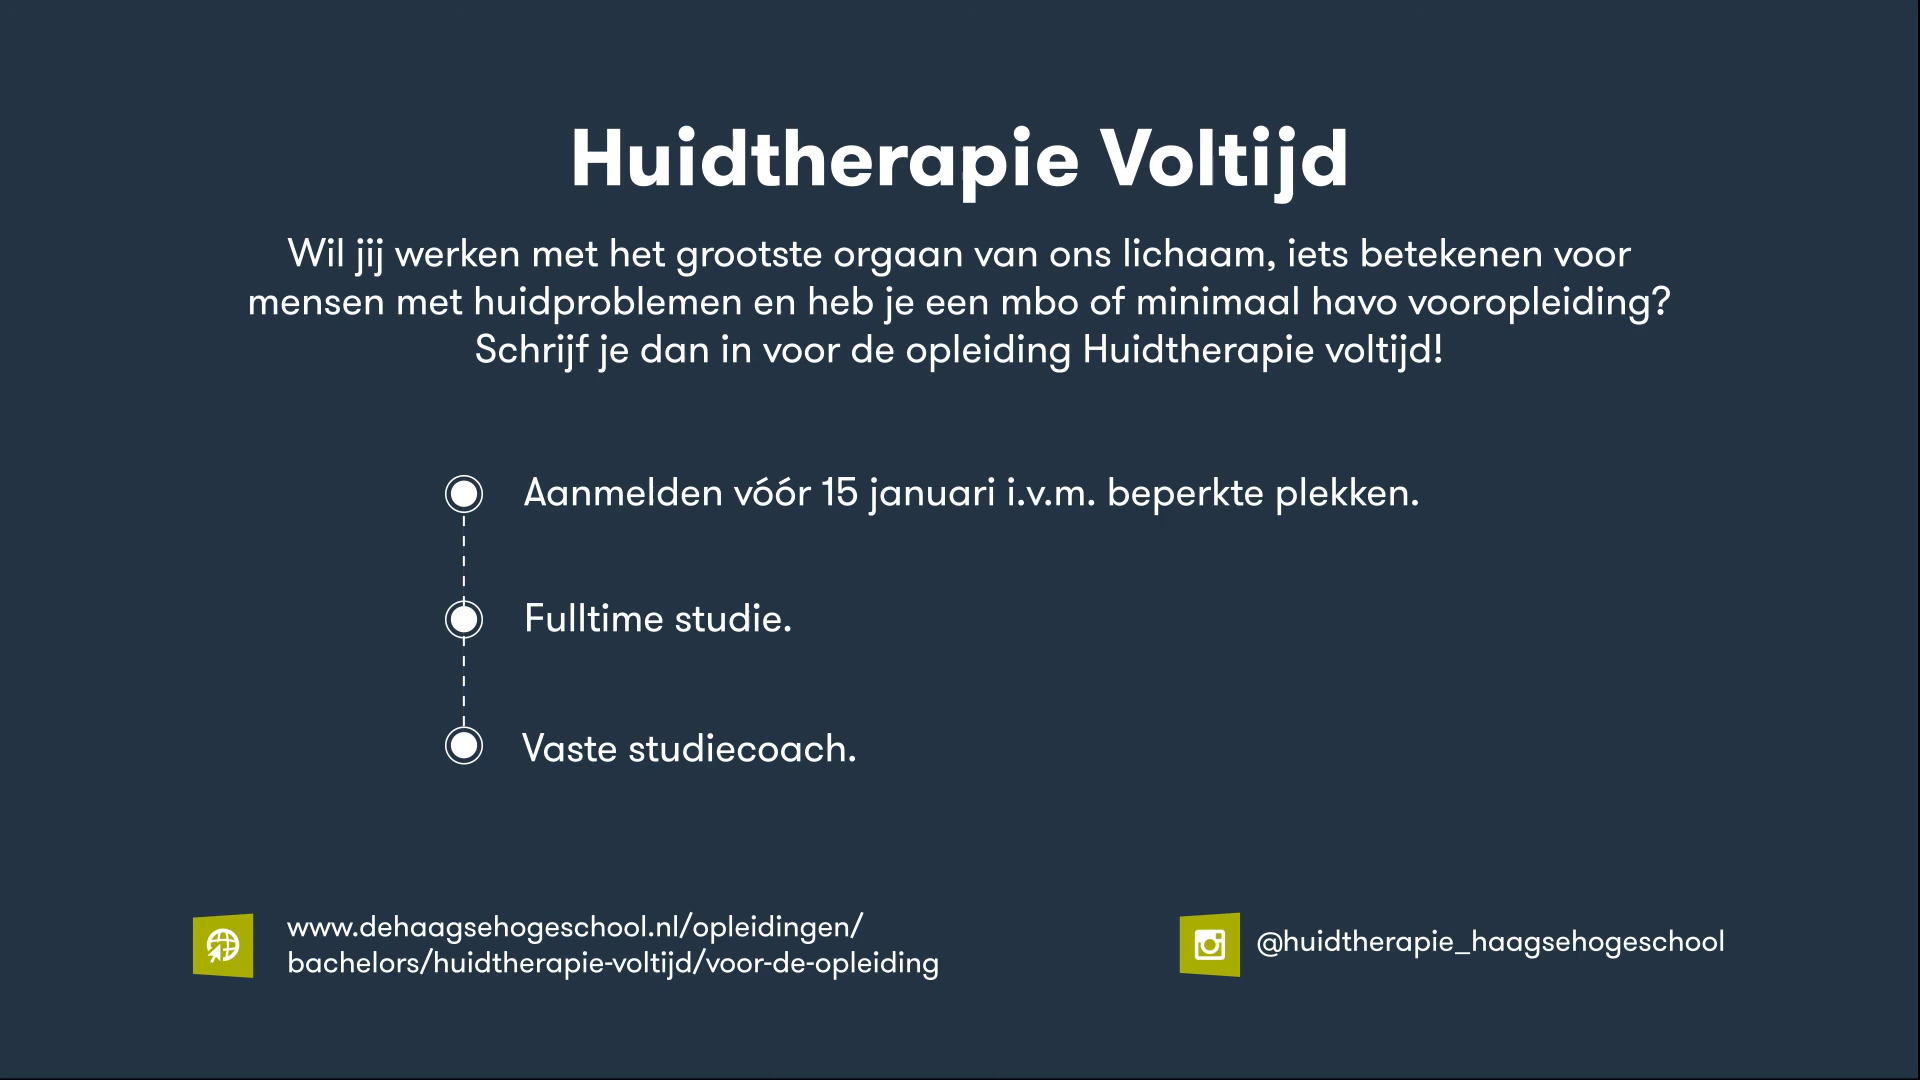 Huidtherapie Voltijd
Wil jij werken met het grootste orgaan van ons lichaam, iets betekenen voor
mensen met huidproblemen en heb je een mbo of minimaal havo vooropleiding?
Schrijf je dan in voor de opleiding Huidtherapie voltijd!
Aanmelden vóór 15 januari i.v.m. beperkte plekken.
Fulltime studie.
Vaste studiecoach.
www.dehaagsehogeschool.nl/opleidingen/
bachelors/huidtherapie-voltijd/voor-de-opleiding
@huidtherapie_haagsehogeschool